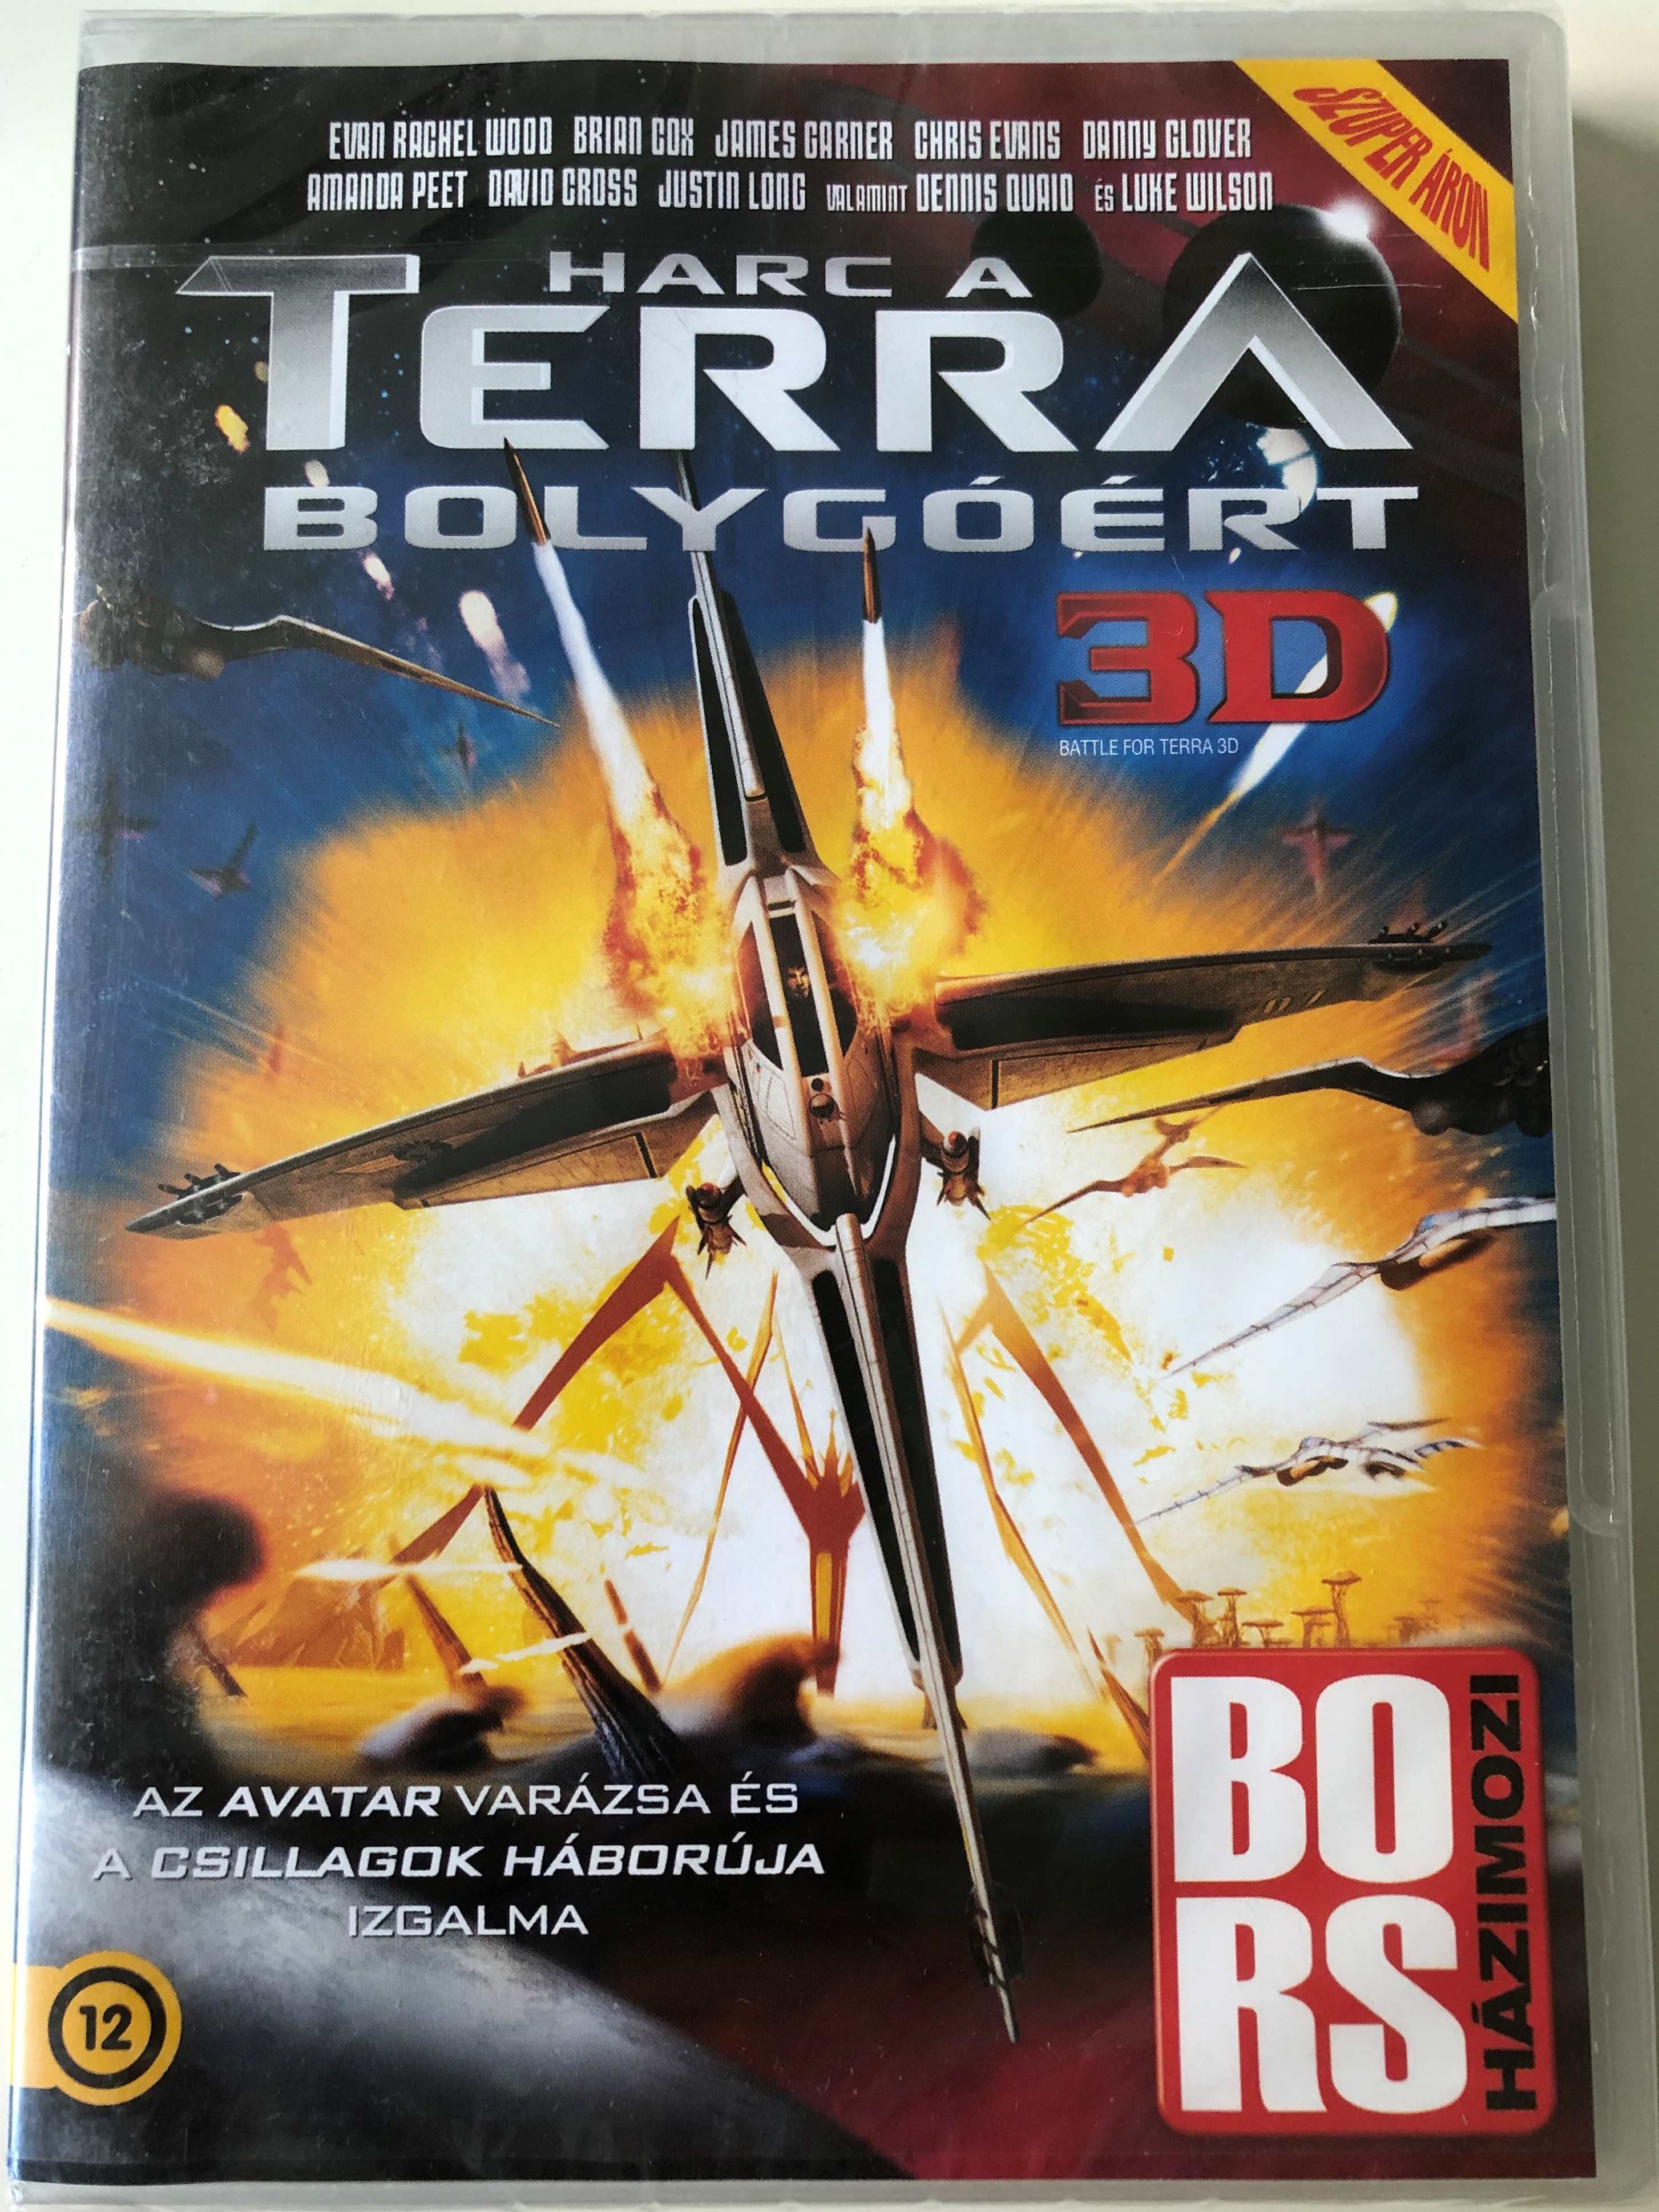 EVAN RACHEL WOOD BRIAN COX JAMES GARNER CHRIS EVANS DANNY GLOVER
AMANDA PEET DAVID CROSS JUSTIN LONG VALAMINT DENNIS QUAID ÉS LUKE WILSON
SZUPER ÁRON
HARC A
TERRA
BOLYGÓÉRT
3D
BATTLE FOR TERRA 3D
AZ AVATAR VARÁZSA ÉS
A CSILLAGOK HÁBORÚJA
IZGALMA
12
BO
RS
HÁZIMOZI